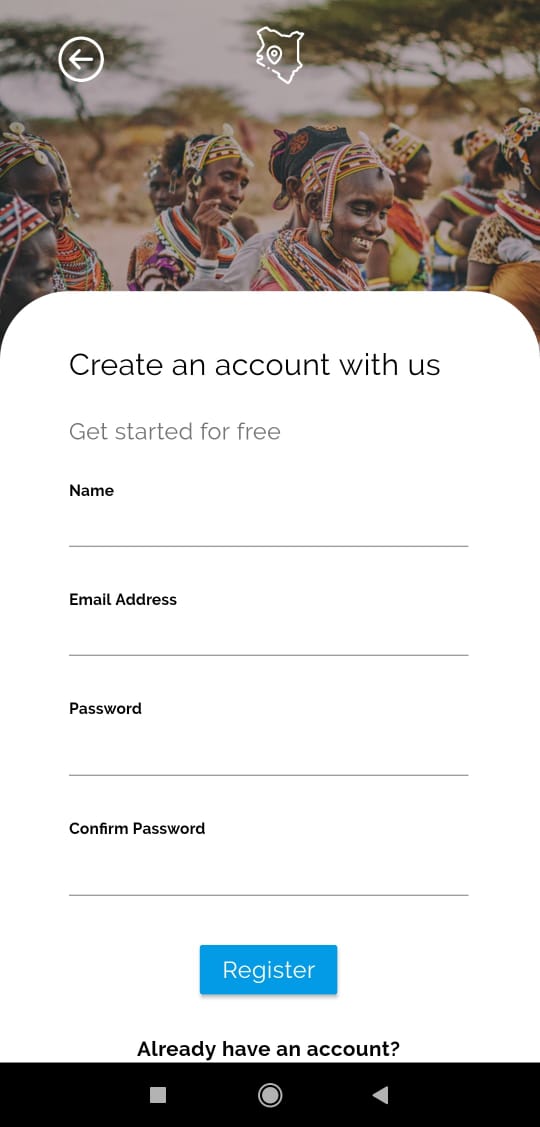 Create an account with us
Get started for free
Name
Email Address
Password
Confirm Password
Register
Already have an account?